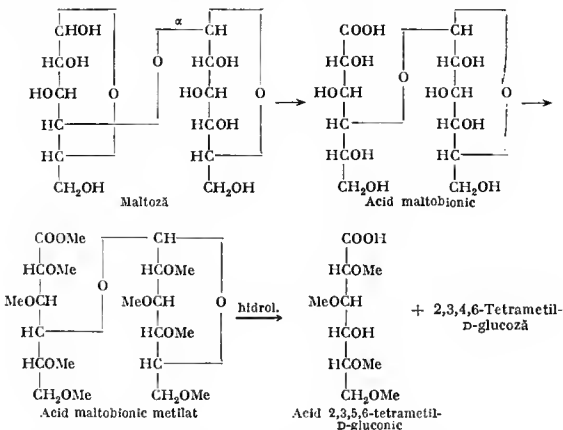 α
CHOH CH COOH CH
HCOH O HCOH HCOH O HCOH
HOCH O HOCH O HOCH HOCH O
HC HCOH HC HCOH
HC HC HCOH HC
CH₂OH CH₂OH CH₂OH CH₂OH
Maltoză Acid maltobionic
COOMe CH COOH
HCOMe O HCOMe HCOMe
MeOCH MeOCH O hidrol. MeOCH + 2,3,4,6-Tetrametil-
D-glucoză
HC HCOMe HCOH
HCOMe HC HCOMe
CH₂OMe CH₂OMe CH₂OMe
Acid maltobionic metilat Acid 2,3,5,6-tetrametil-
D-gluconic